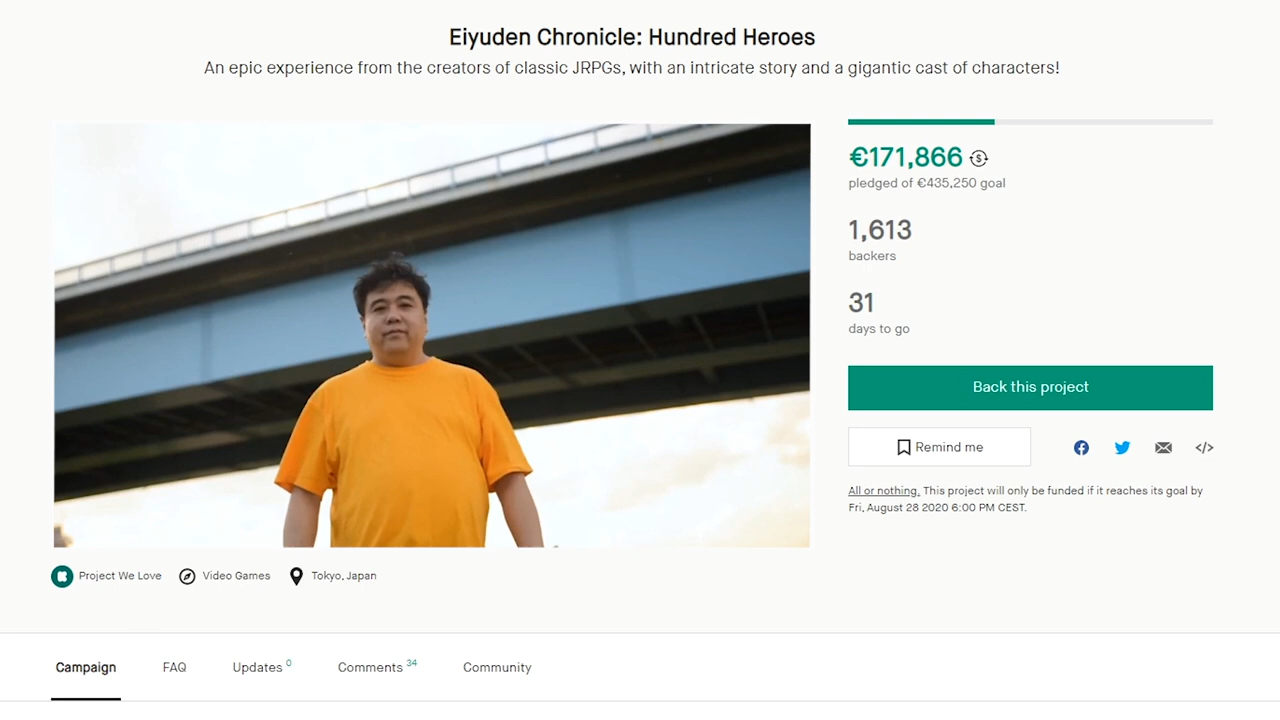 Eiyuden Chronicle: Hundred Heroes
An epic experience from the creators of classic JRPGs, with an intricate story and a gigantic cast of characters!
€171,866
pledged of €435,250 goal
1,613
backers
31
days to go
Back this project
Remind me
All or nothing. This project will only be funded if it reaches its goal by
Fri, August 28 2020 6:00 PM CEST.
Project We Love
Video Games
Tokyo, Japan
Campaign
FAQ
Updates 0
Comments 34
Community